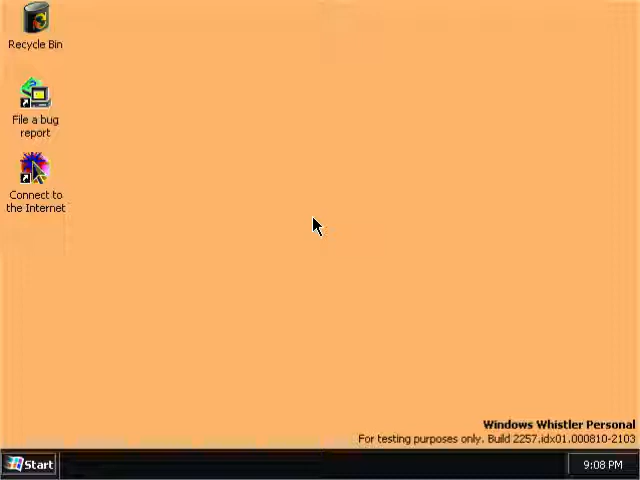 Recycle Bin
File a bug
report
Connect to
the Internet
Windows Whistler Personal
For testing purposes only. Build 2257.idx01.000810-2103
Start
9:08 PM